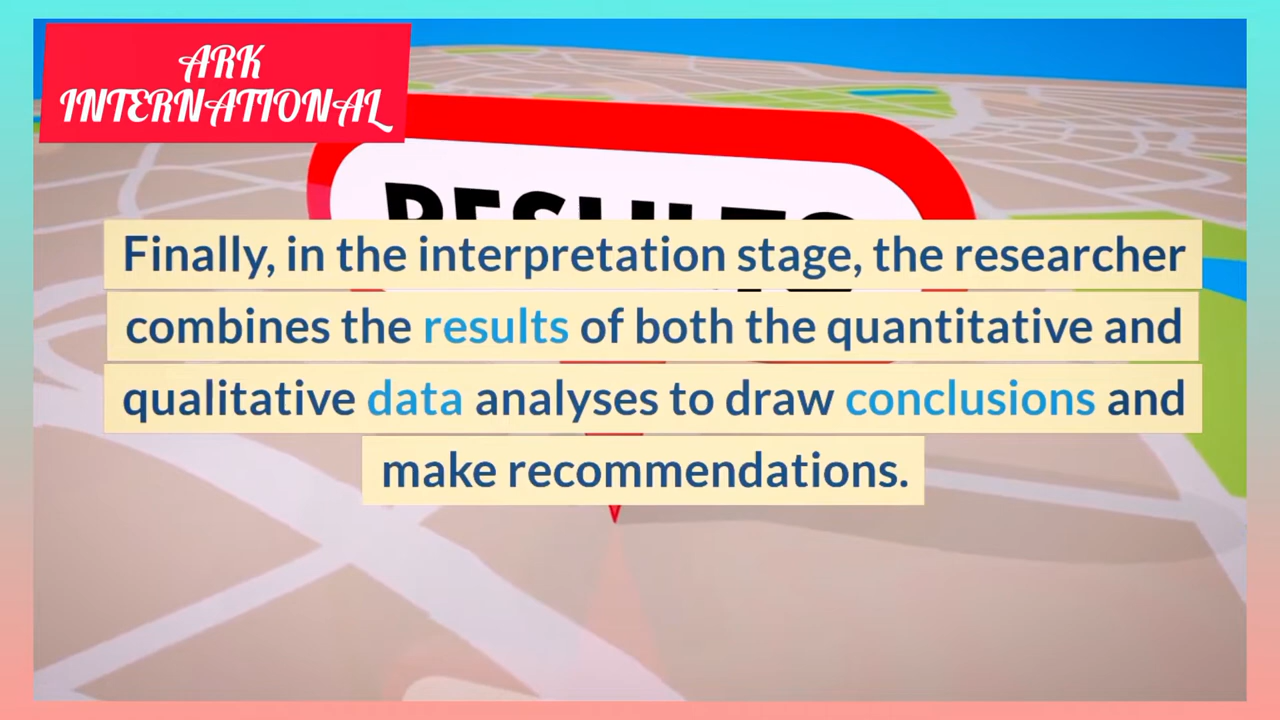 ARK
INTERNATIONAL
Finally, in the interpretation stage, the researcher
combines the results of both the quantitative and
qualitative data analyses to draw conclusions and
make recommendations.